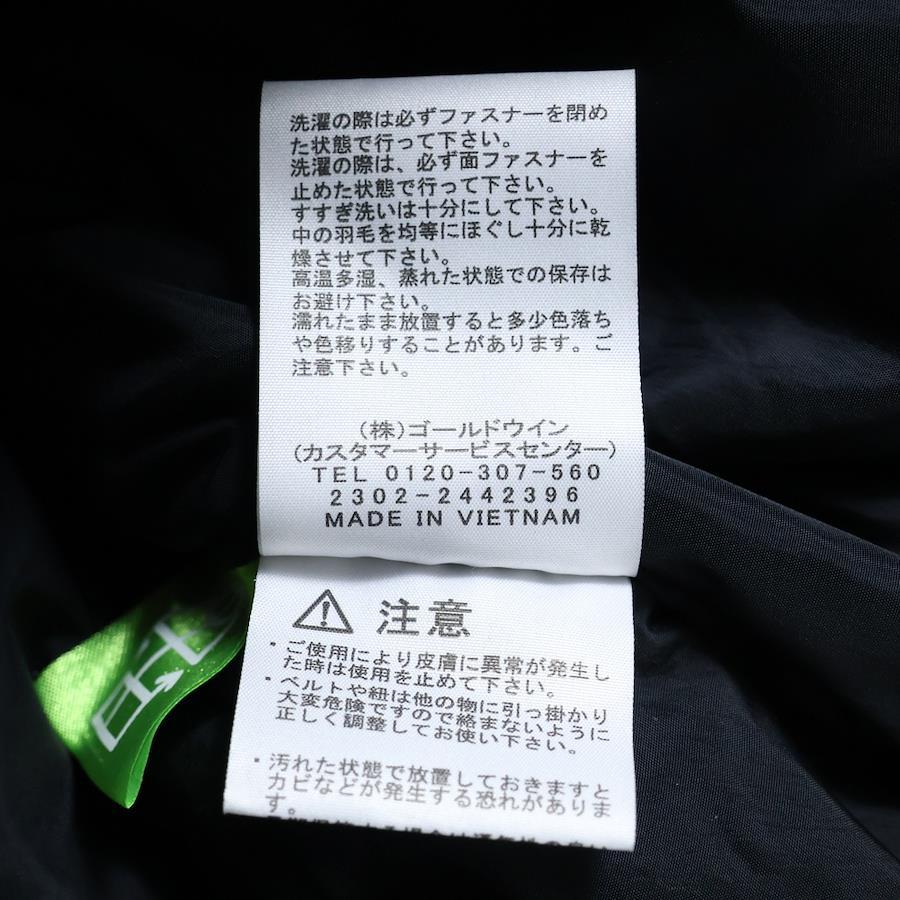 洗濯の際は必ずファスナーを閉め
た状態で行って下さい。
洗濯の際は、必ず面ファスナーを
止めた状態で行って下さい。
すすぎ洗いは十分にして下さい。
中の羽毛を均等にほぐし十分に乾
燥させて下さい。
高温多湿、蒸れた状態での保存は
お避け下さい。
濡れたまま放置すると多少色落ち
や色移りすることがあります。ご
注意下さい。
(株)ゴールドウイン
(カスタマーサービスセンター)
TEL 0120-307-560
2302-2442396
MADE IN VIETNAM
注意
・ご使用により皮膚に異常が発生し
た時は使用を止めて下さい。
・ベルトや紐は他の物に引っ掛かり
大変危険ですので絡まないように
正しく調整してお使い下さい。
・汚れた状態で放置しておきますと
カビなどが発生する恐れがありま
す。